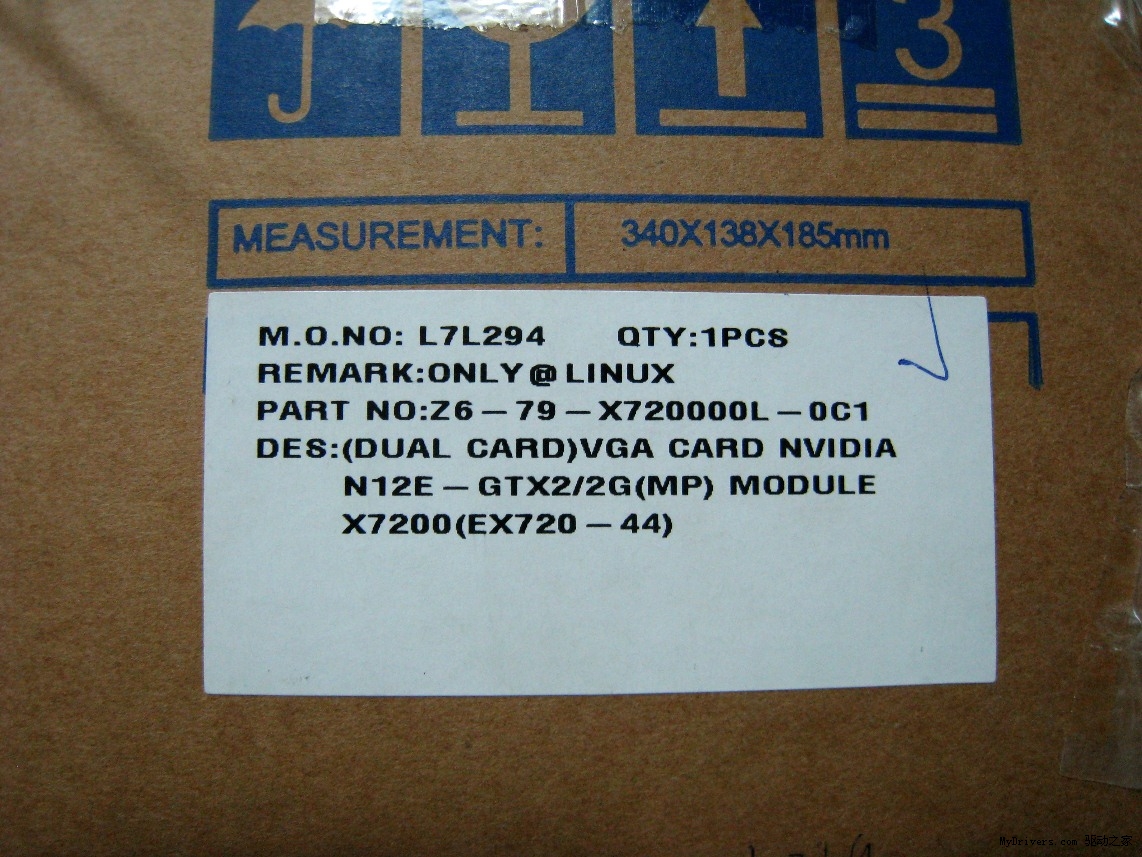 3
MEASUREMENT: 340X138X185mm
M.O.NO: L7L294 QTY:1PCS
REMARK:ONLY@LINUX
PART NO:Z6-79-X720000L-0C1
DES:(DUAL CARD)VGA CARD NVIDIA
N12E-GTX2/2G(MP) MODULE
X7200(EX720-44)
MyDrivers.com 驱动之家